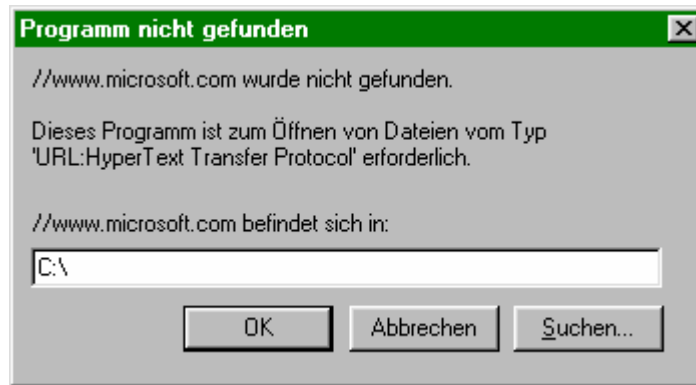 Programm nicht gefunden
//www.microsoft.com wurde nicht gefunden.
Dieses Programm ist zum Öffnen von Dateien vom Typ
'URL:HyperText Transfer Protocol' erforderlich.
//www.microsoft.com befindet sich in:
C:\
OK Abbrechen Suchen...